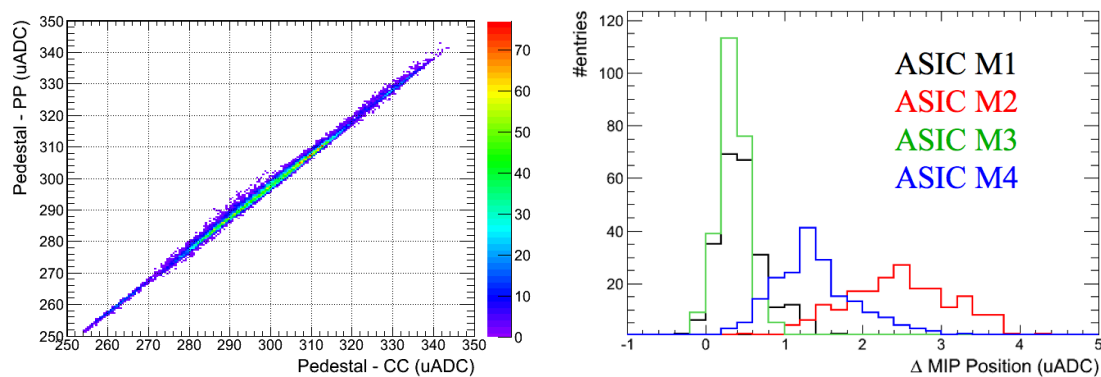 Pedestal - PP (uADC)
350
340
330
320
310
300
290
280
270
260
250
250 260 270 280 290 300 310 320 330 340 350
Pedestal - CC (uADC)
70
60
50
40
30
20
10
0
#entries
120
100
80
60
40
20
ASIC M1
ASIC M2
ASIC M3
ASIC M4
-1 0 1 2 3 4 5
Δ MIP Position (uADC)